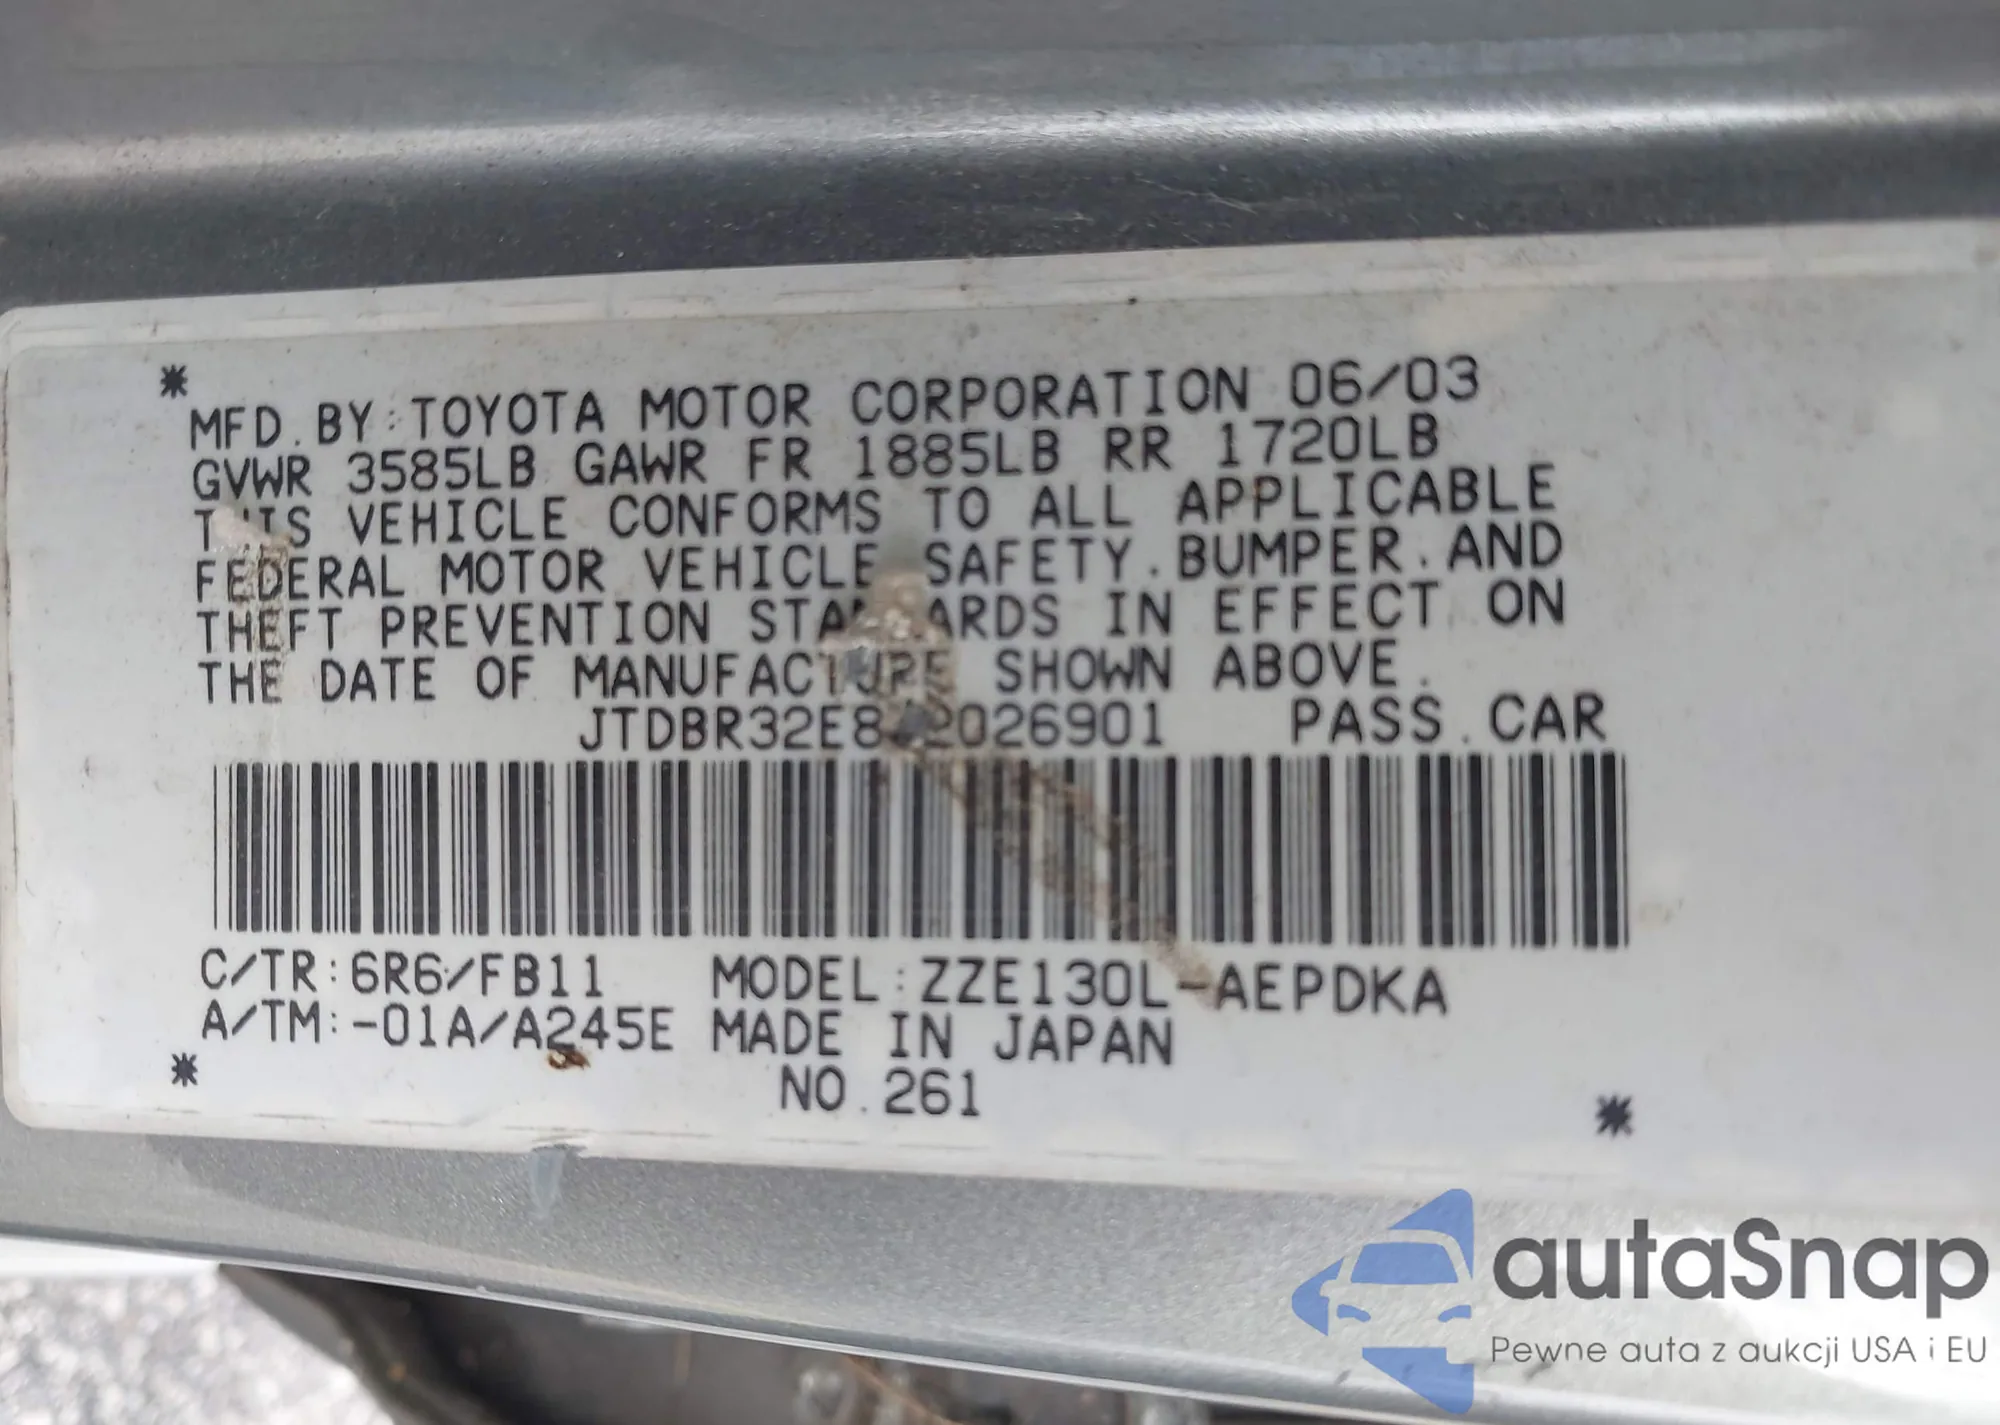 MFD. BY: TOYOTA MOTOR CORPORATION 06/03
GVWR 3585LB GAWR FR 1885LB RR 1720LB
THIS VEHICLE CONFORMS TO ALL APPLICABLE
FEDERAL MOTOR VEHICLE SAFETY. BUMPER. AND
THEFT PREVENTION STANDARDS IN EFFECT ON
THE DATE OF MANUFACTURE SHOWN ABOVE.
PASS. CAR
C/TR: 6R6/FB11 MODEL: ZZE130L-AEPDKA
A/TM: -01A/A245E MADE IN JAPAN
NO. 261
autaSnap
Pewne auta z aukcji USA i EU